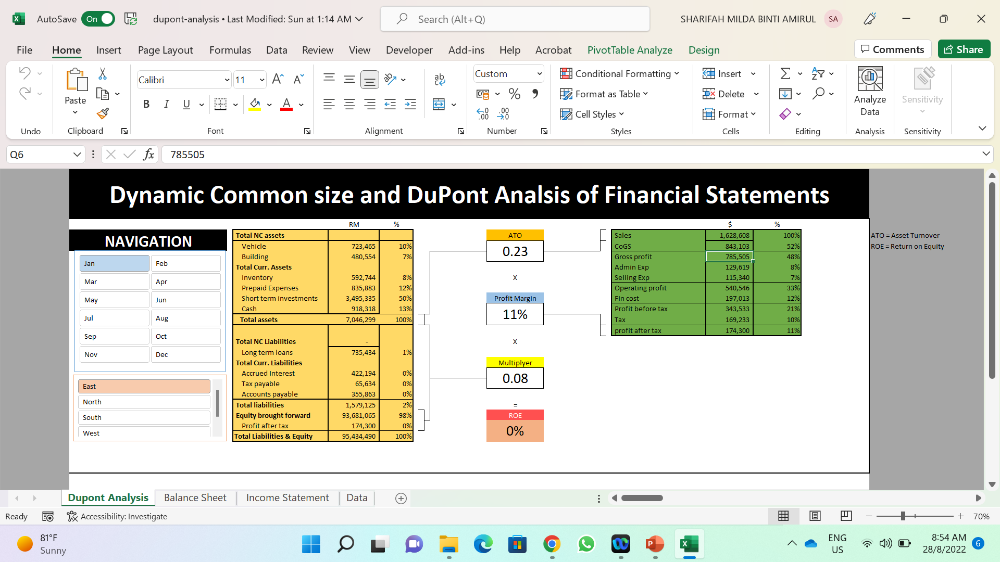 AutoSave On dupont-analysis • Last Modified: Sun at 1:14 AM Search (Alt+Q) SHARIFAH MILDA BINTI AMIRUL SA
File Home Insert Page Layout Formulas Data Review View Developer Add-ins Help Acrobat PivotTable Analyze Design Comments Share
Paste
Calibri 11
B I U
ab
Custom
Conditional Formatting
Format as Table
Cell Styles
Insert
Delete
Format
Analyze Data
Sensitivity
Undo Clipboard Font Alignment Number Styles Cells Editing Analysis Sensitivity
Q6 fx 785505
Dynamic Common size and DuPont Analsis of Financial Statements
NAVIGATION
Jan Feb
Mar Apr
May Jun
Jul Aug
Sep Oct
Nov Dec
East
North
South
West
RM %
Total NC assets
Vehicle 723,465 10%
Building 480,554 7%
Total Curr. Assets
Inventory 592,744 8%
Prepaid Expenses 835,883 12%
Short term investments 3,495,335 50%
Cash 918,318 13%
Total assets 7,046,299 100%
Total NC Liabilities -
Long term loans 735,434 1%
Total Curr. Liabilities
Accrued Interest 422,194 0%
Tax payable 65,634 0%
Accounts payable 355,863 0%
Total liabilities 1,579,125 2%
Equity brought forward 93,681,065 98%
Profit after tax 174,300 0%
Total Liabilities & Equity 95,434,490 100%
ATO
0.23
X
Profit Margin
11%
X
Multiplyer
0.08
=
ROE
0%
$ %
Sales 1,628,608 100%
CoGS 843,103 52%
Gross profit 785,505 48%
Admin Exp 129,619 8%
Selling Exp 115,340 7%
Operating profit 540,546 33%
Fin cost 197,013 12%
Profit before tax 343,533 21%
Tax 169,233 10%
profit after tax 174,300 11%
ATO = Asset Turnover
ROE = Return on Equity
Dupont Analysis Balance Sheet Income Statement Data
Ready Accessibility: Investigate 70%
81°F
Sunny
ENG
US
8:54 AM
28/8/2022
6